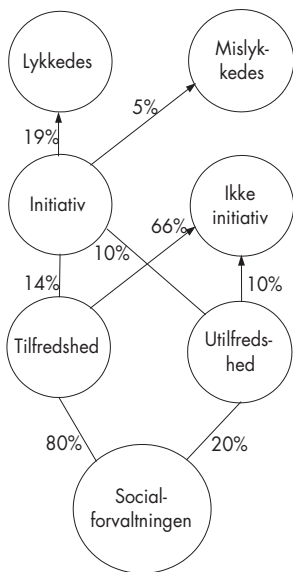 Lykkedes
Mislyk-
kedes
5%
19%
Initiativ
Ikke
initiativ
66%
10%
14%
10%
Tilfredshed
Utilfreds-
hed
80%
20%
Social-
forvaltningen